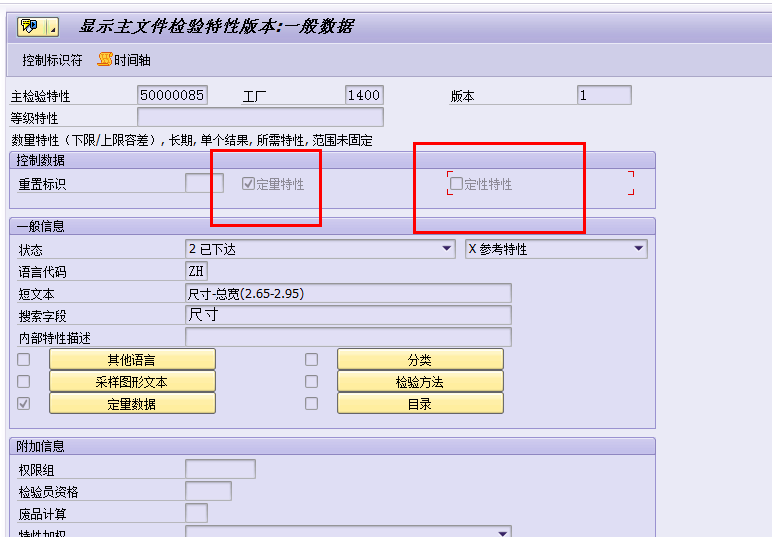 显示主文件检验特性版本:一般数据
控制标识符 时间轴
主检验特性 50000085 工厂 1400 版本 1
等级特性
数量特性（下限/上限容差）, 长期, 单个结果, 所需特性, 范围未固定
控制数据
重置标识 定量特性 定性特性
一般信息
状态 2 已下达 X 参考特性
语言代码 ZH
短文本 尺寸-总宽(2.65-2.95)
搜索字段 尺寸
内部特性描述
其他语言 分类
采样图形文本 检验方法
定量数据 目录
附加信息
权限组
检验员资格
废品计算
特性加权